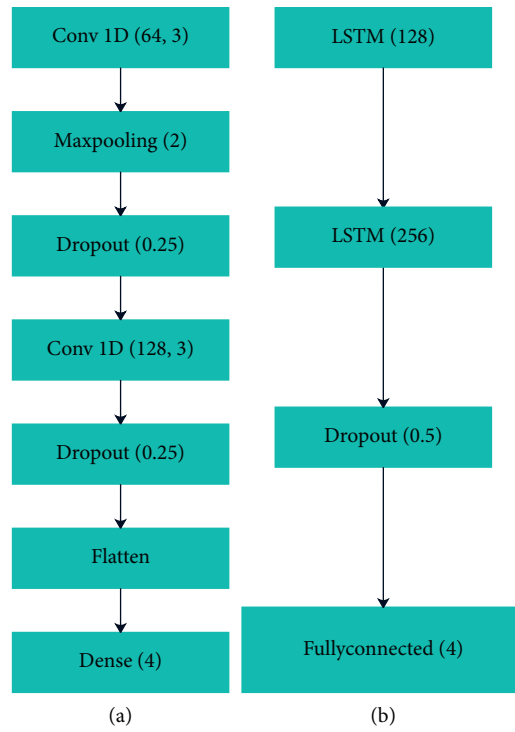 Conv 1D (64, 3)
Maxpooling (2)
Dropout (0.25)
Conv 1D (128, 3)
Dropout (0.25)
Flatten
Dense (4)
(a)
LSTM (128)
LSTM (256)
Dropout (0.5)
Fullyconnected (4)
(b)